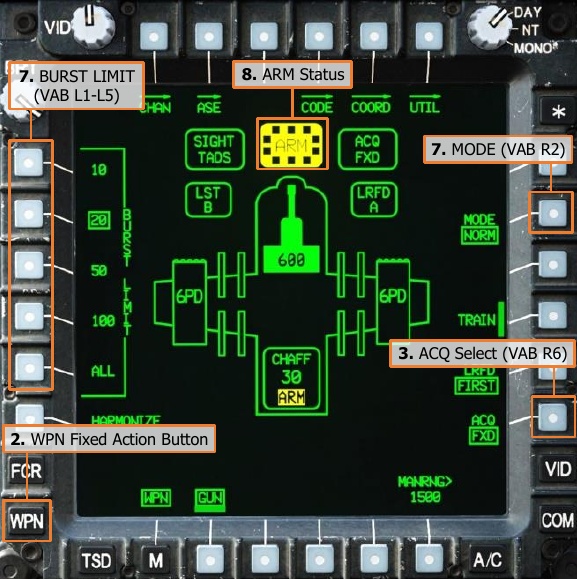 VID
DAY
NT
MONO
7. BURST LIMIT
(VAB L1-L5)
8. ARM Status
CHAN
ASE
CODE
COORD
UTIL
*
SIGHT
TADS
ARM
ACQ
FXD
7. MODE (VAB R2)
10
LST
B
LRFD
A
20
BURST LIMIT
MODE
NORM
50
600
6PD
6PD
100
TRAIN
3. ACQ Select (VAB R6)
ALL
CHAFF
30
ARM
LRFD
FIRST
HARMONIZE
ACQ
FXD
2. WPN Fixed Action Button
FCR
VID
MANRNG>
1500
WPN
WPN
GUN
COM
TSD
M
A/C